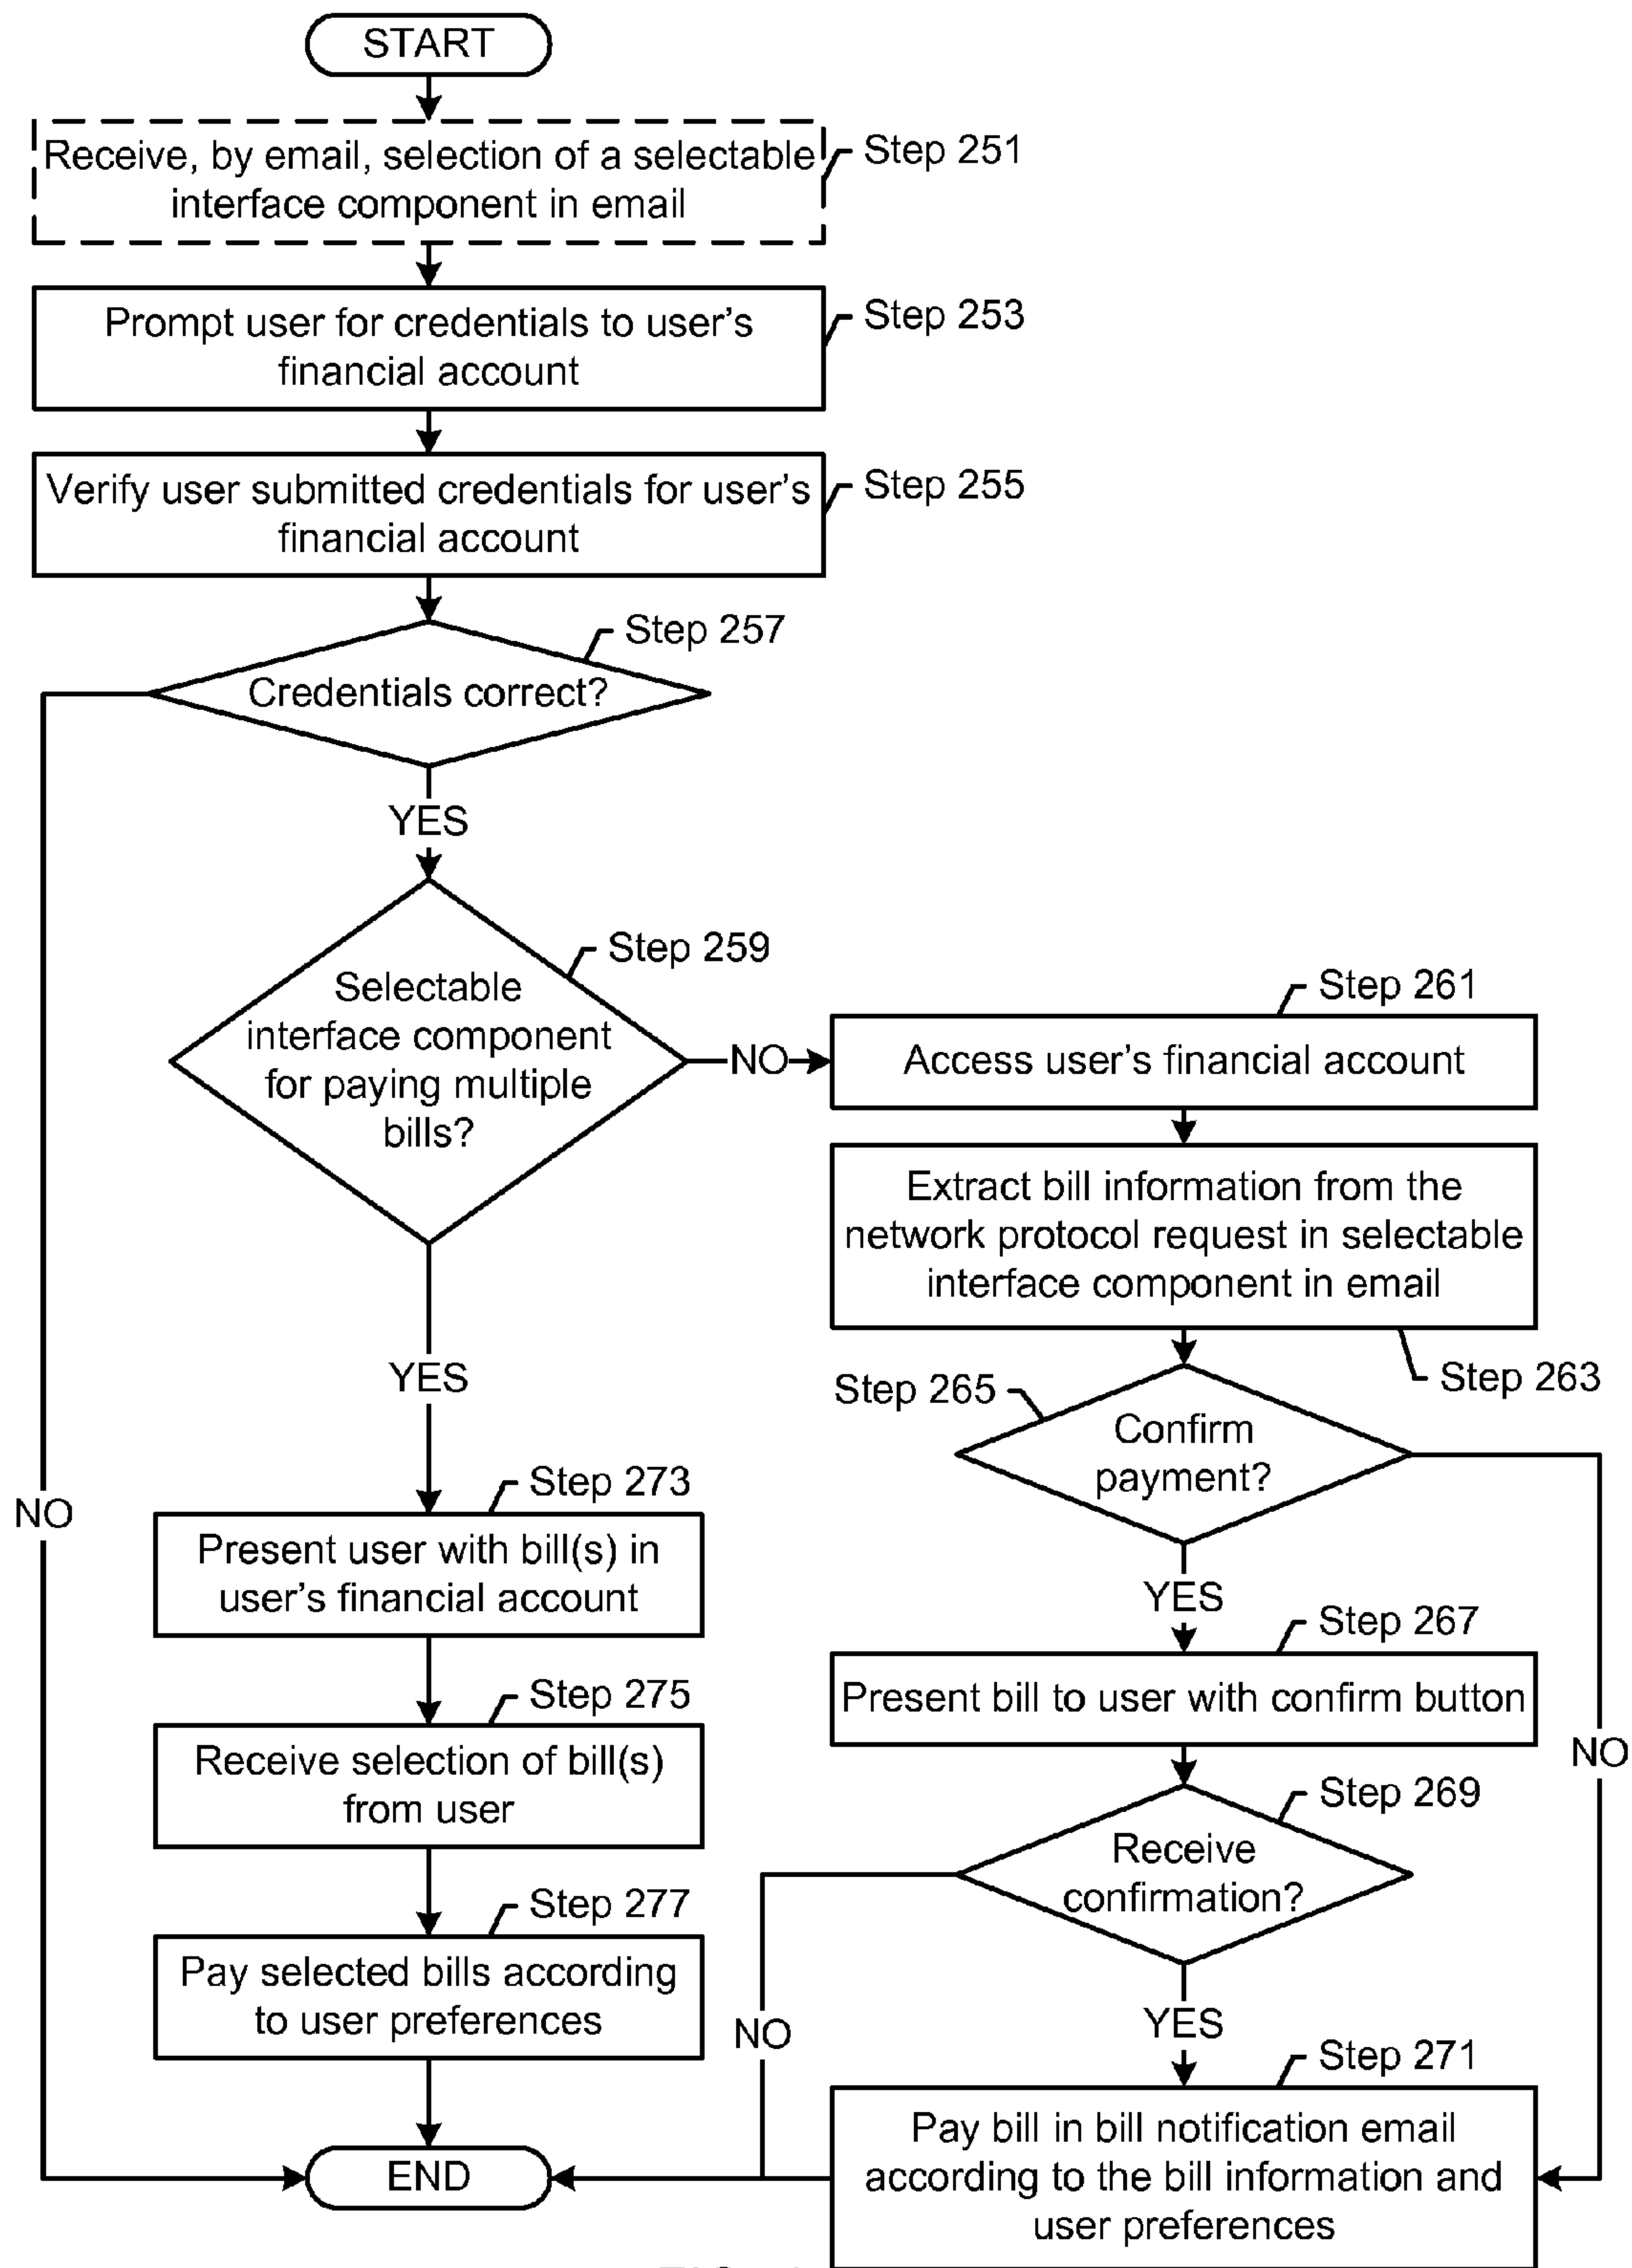 START
Receive, by email, selection of a selectable
interface component in email
Step 251
Prompt user for credentials to user's
financial account
Step 253
Verify user submitted credentials for user's
financial account
Step 255
Step 257
Credentials correct?
YES
Step 259
Selectable
interface component
for paying multiple
bills?
NO
Step 261
Access user's financial account
Extract bill information from the
network protocol request in selectable
interface component in email
Step 263
YES
Step 265
Confirm
payment?
NO
Step 273
Present user with bill(s) in
user's financial account
YES
Step 267
Present bill to user with confirm button
NO
Step 275
Receive selection of bill(s)
from user
Step 269
Receive
confirmation?
Step 277
Pay selected bills according
to user preferences
NO
YES
Step 271
Pay bill in bill notification email
according to the bill information and
user preferences
END